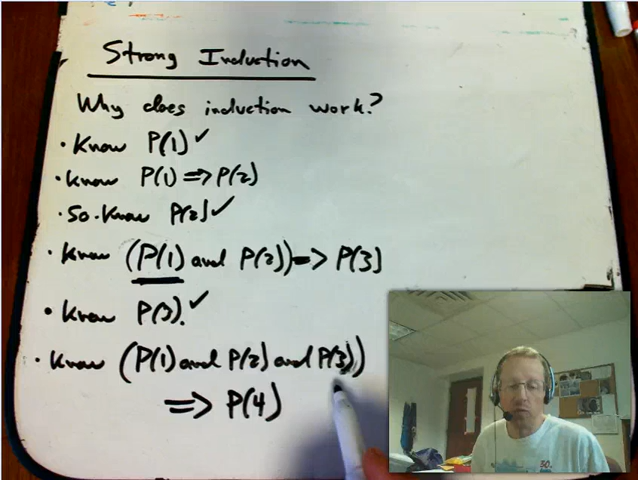 Strong Induction
Why does induction work?
· Know P(1) ✓
· Know P(1) => P(2)
· So Know P(2) ✓
· Know (P(1) and P(2)) => P(3)
· Know P(3). ✓
· Know (P(1) and P(2) and P(3))
=> P(4)